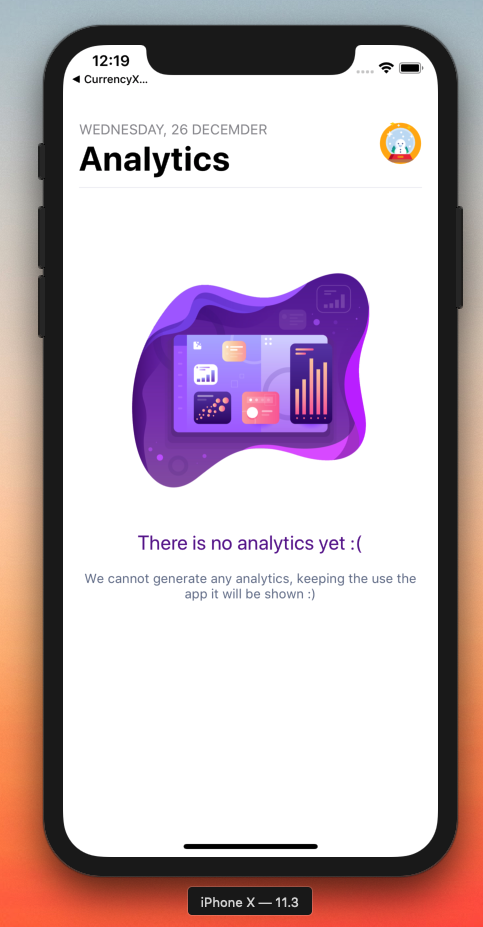 12:19
◀ CurrencyX...
WEDNESDAY, 26 DECEMDER
Analytics
There is no analytics yet :(
We cannot generate any analytics, keeping the use the
app it will be shown :)
iPhone X — 11.3